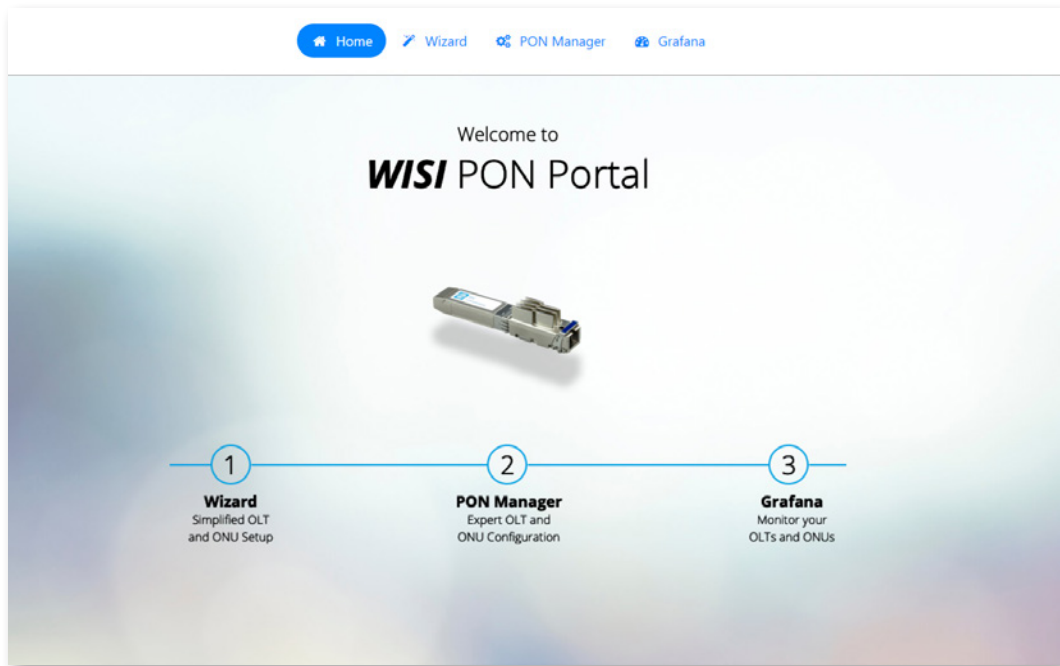 Home Wizard PON Manager Grafana
Welcome to
WISI PON Portal
1 2 3
Wizard
Simplified OLT
and ONU Setup
PON Manager
Expert OLT and
ONU Configuration
Grafana
Monitor your
OLTs and ONUs